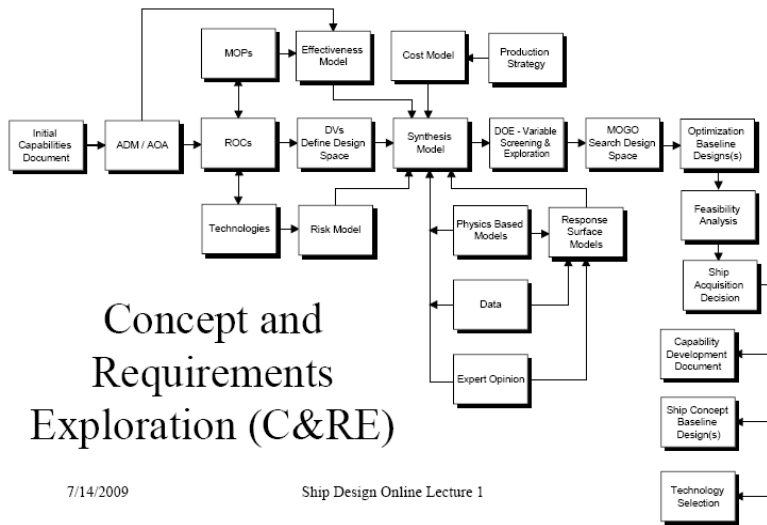 MOPs
Effectiveness
Model
Cost Model
Production
Strategy
Initial
Capabilities
Document
ADM / AOA
ROCs
DVs
Define Design
Space
Synthesis
Model
DOE - Variable
Screening &
Exploration
MOGO
Search Design
Space
Optimization
Baseline
Designs(s)
Technologies
Risk Model
Physics Based
Models
Response
Surface
Models
Feasibility
Analysis
Data
Ship
Acquisition
Decision
Expert Opinion
Capability
Development
Document
Ship Concept
Baseline
Design(s)
Technology
Selection
Concept and
Requirements
Exploration (C&RE)
7/14/2009
Ship Design Online Lecture 1